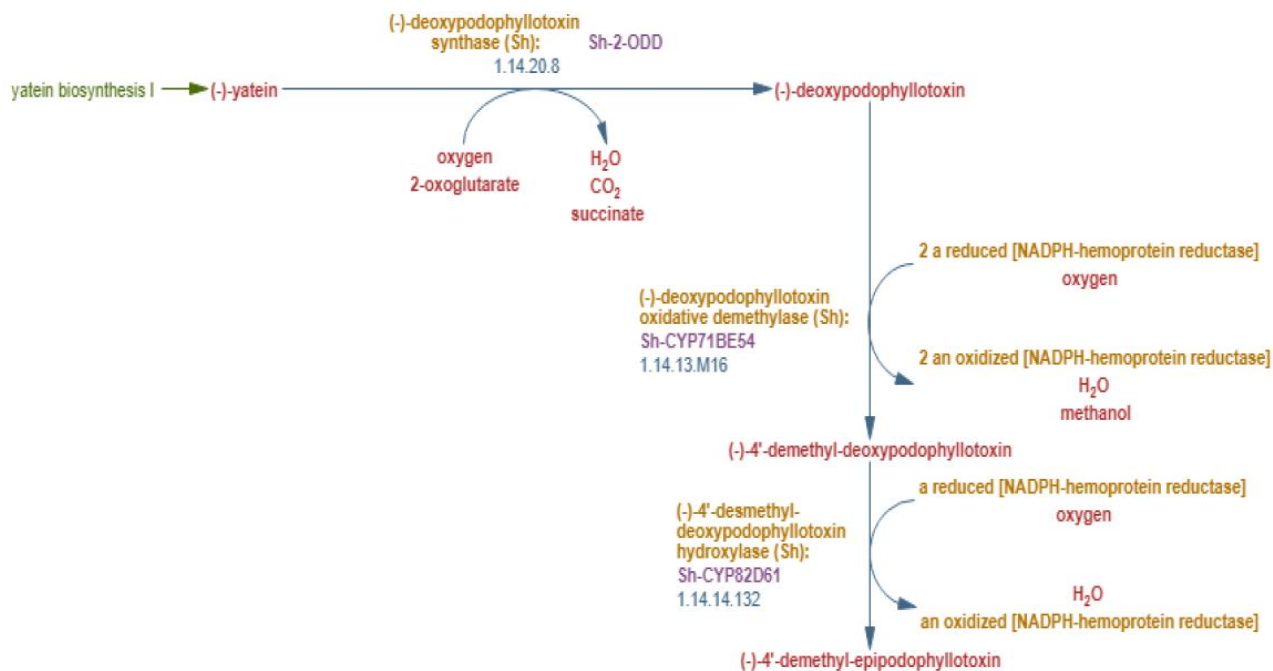 (-)-deoxypodophyllotoxin
synthase (Sh): Sh-2-ODD
1.14.20.8
yatein biosynthesis I (-)-yatein (-)-deoxypodophyllotoxin
oxygen H₂O
2-oxoglutarate CO₂
succinate
2 a reduced [NADPH-hemoprotein reductase]
oxygen
(-)-deoxypodophyllotoxin
oxidative demethylase (Sh):
Sh-CYP71BE54
1.14.13.M16
2 an oxidized [NADPH-hemoprotein reductase]
H₂O
methanol
(-)-4'-demethyl-deoxypodophyllotoxin
a reduced [NADPH-hemoprotein reductase]
oxygen
(-)-4'-desmethyl-
deoxypodophyllotoxin
hydroxylase (Sh):
Sh-CYP82D61
1.14.14.132
H₂O
an oxidized [NADPH-hemoprotein reductase]
(-)-4'-demethyl-epipodophyllotoxin